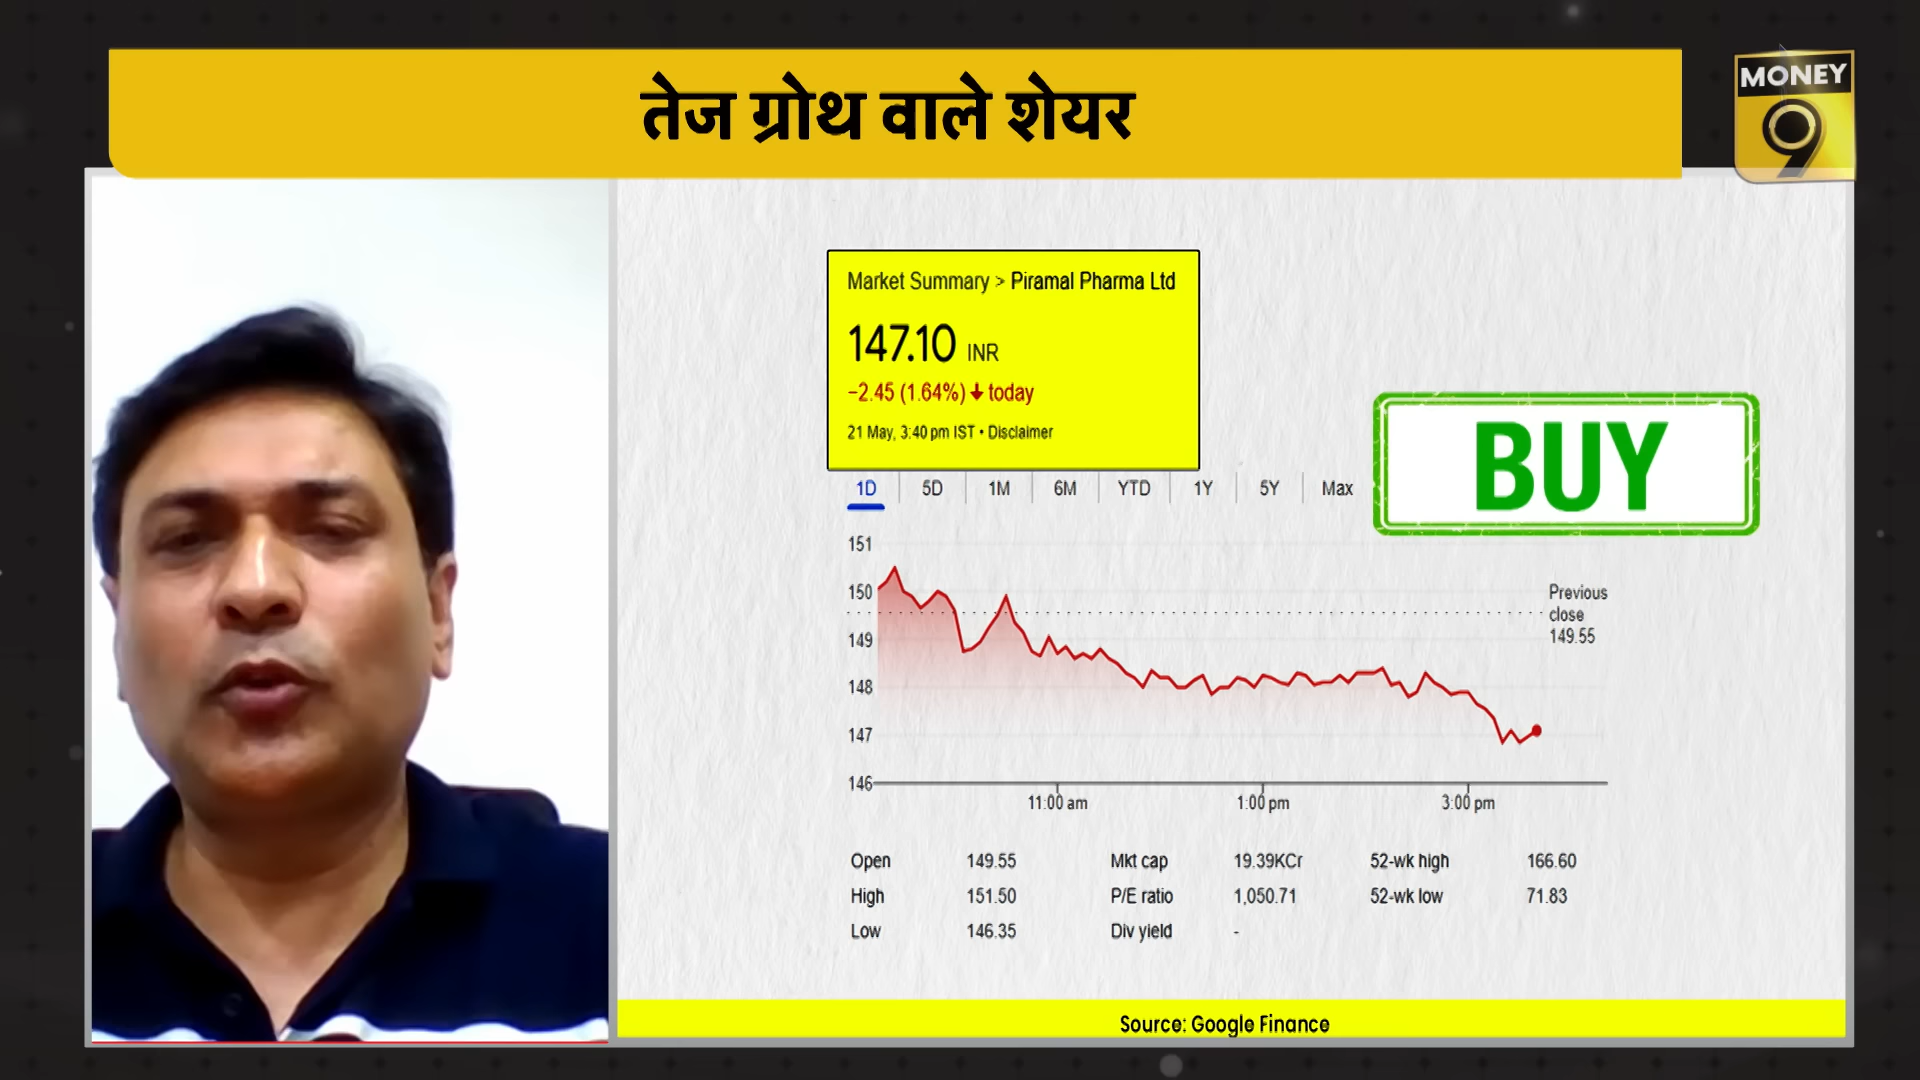 तेज ग्रोथ वाले शेयर
MONEY
9
Market Summary > Piramal Pharma Ltd
147.10 INR
−2.45 (1.64%) ↓ today
21 May, 3:40 pm IST • Disclaimer
1D 5D 1M 6M YTD 1Y 5Y Max
BUY
151
150
149
148
147
146
Previous
close
149.55
11:00 am 1:00 pm 3:00 pm
Open 149.55 Mkt cap 19.39KCr 52-wk high 166.60
High 151.50 P/E ratio 1,050.71 52-wk low 71.83
Low 146.35 Div yield -
Source: Google Finance